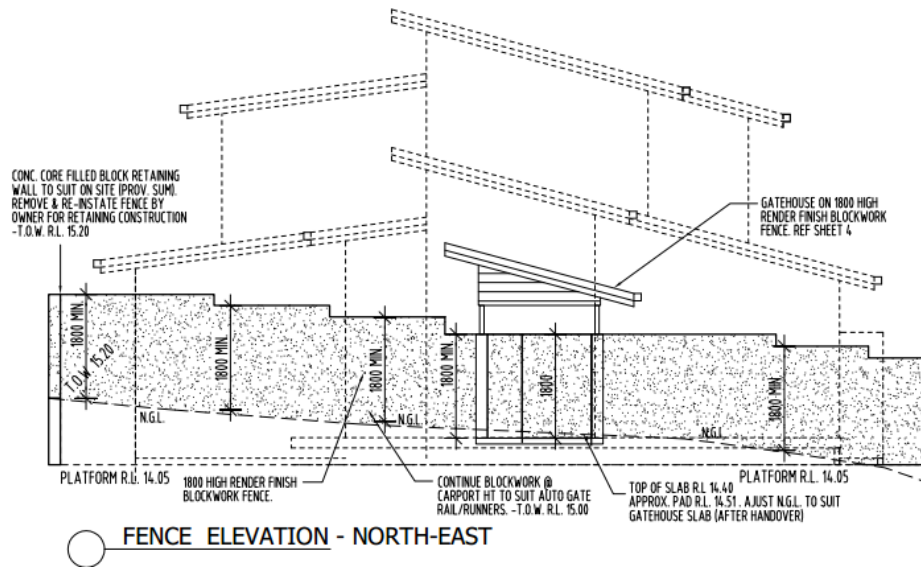 CONC. CORE FILLED BLOCK RETAINING
WALL TO SUIT ON SITE (PROV. SUM).
REMOVE & RE-INSTATE FENCE BY
OWNER FOR RETAINING CONSTRUCTION
-T.O.W. R.L. 15.20
GATEHOUSE ON 1800 HIGH
RENDER FINISH BLOCKWORK
FENCE. REF SHEET 4
1800 MIN.
T.O.W 15.20
1800 MIN.
1800 MIN.
1800 MIN.
1800
1800 MIN.
N.G.L.
N.G.L.
N.G.L.
PLATFORM R.L. 14.05
1800 HIGH RENDER FINISH
BLOCKWORK FENCE.
CONTINUE BLOCKWORK @
CARPORT HT TO SUIT AUTO GATE
RAIL/RUNNERS. -T.O.W. R.L. 15.00
TOP OF SLAB R.L 14.40
APPROX. PAD R.L. 14.51 . AJUST N.G.L. TO SUIT
GATEHOUSE SLAB (AFTER HANDOVER)
PLATFORM R.L. 14.05
FENCE ELEVATION - NORTH-EAST